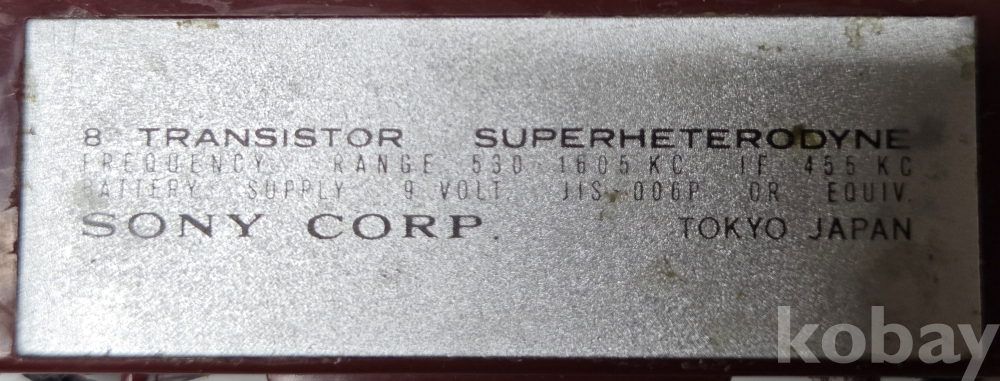 8 TRANSISTOR SUPERHETERODYNE
FREQUENCY RANGE 530 1605 KC IF 455 KC
BATTERY SUPPLY 9 VOLT JIS 006P OR EQUIV.
SONY CORP. TOKYO JAPAN
kobay